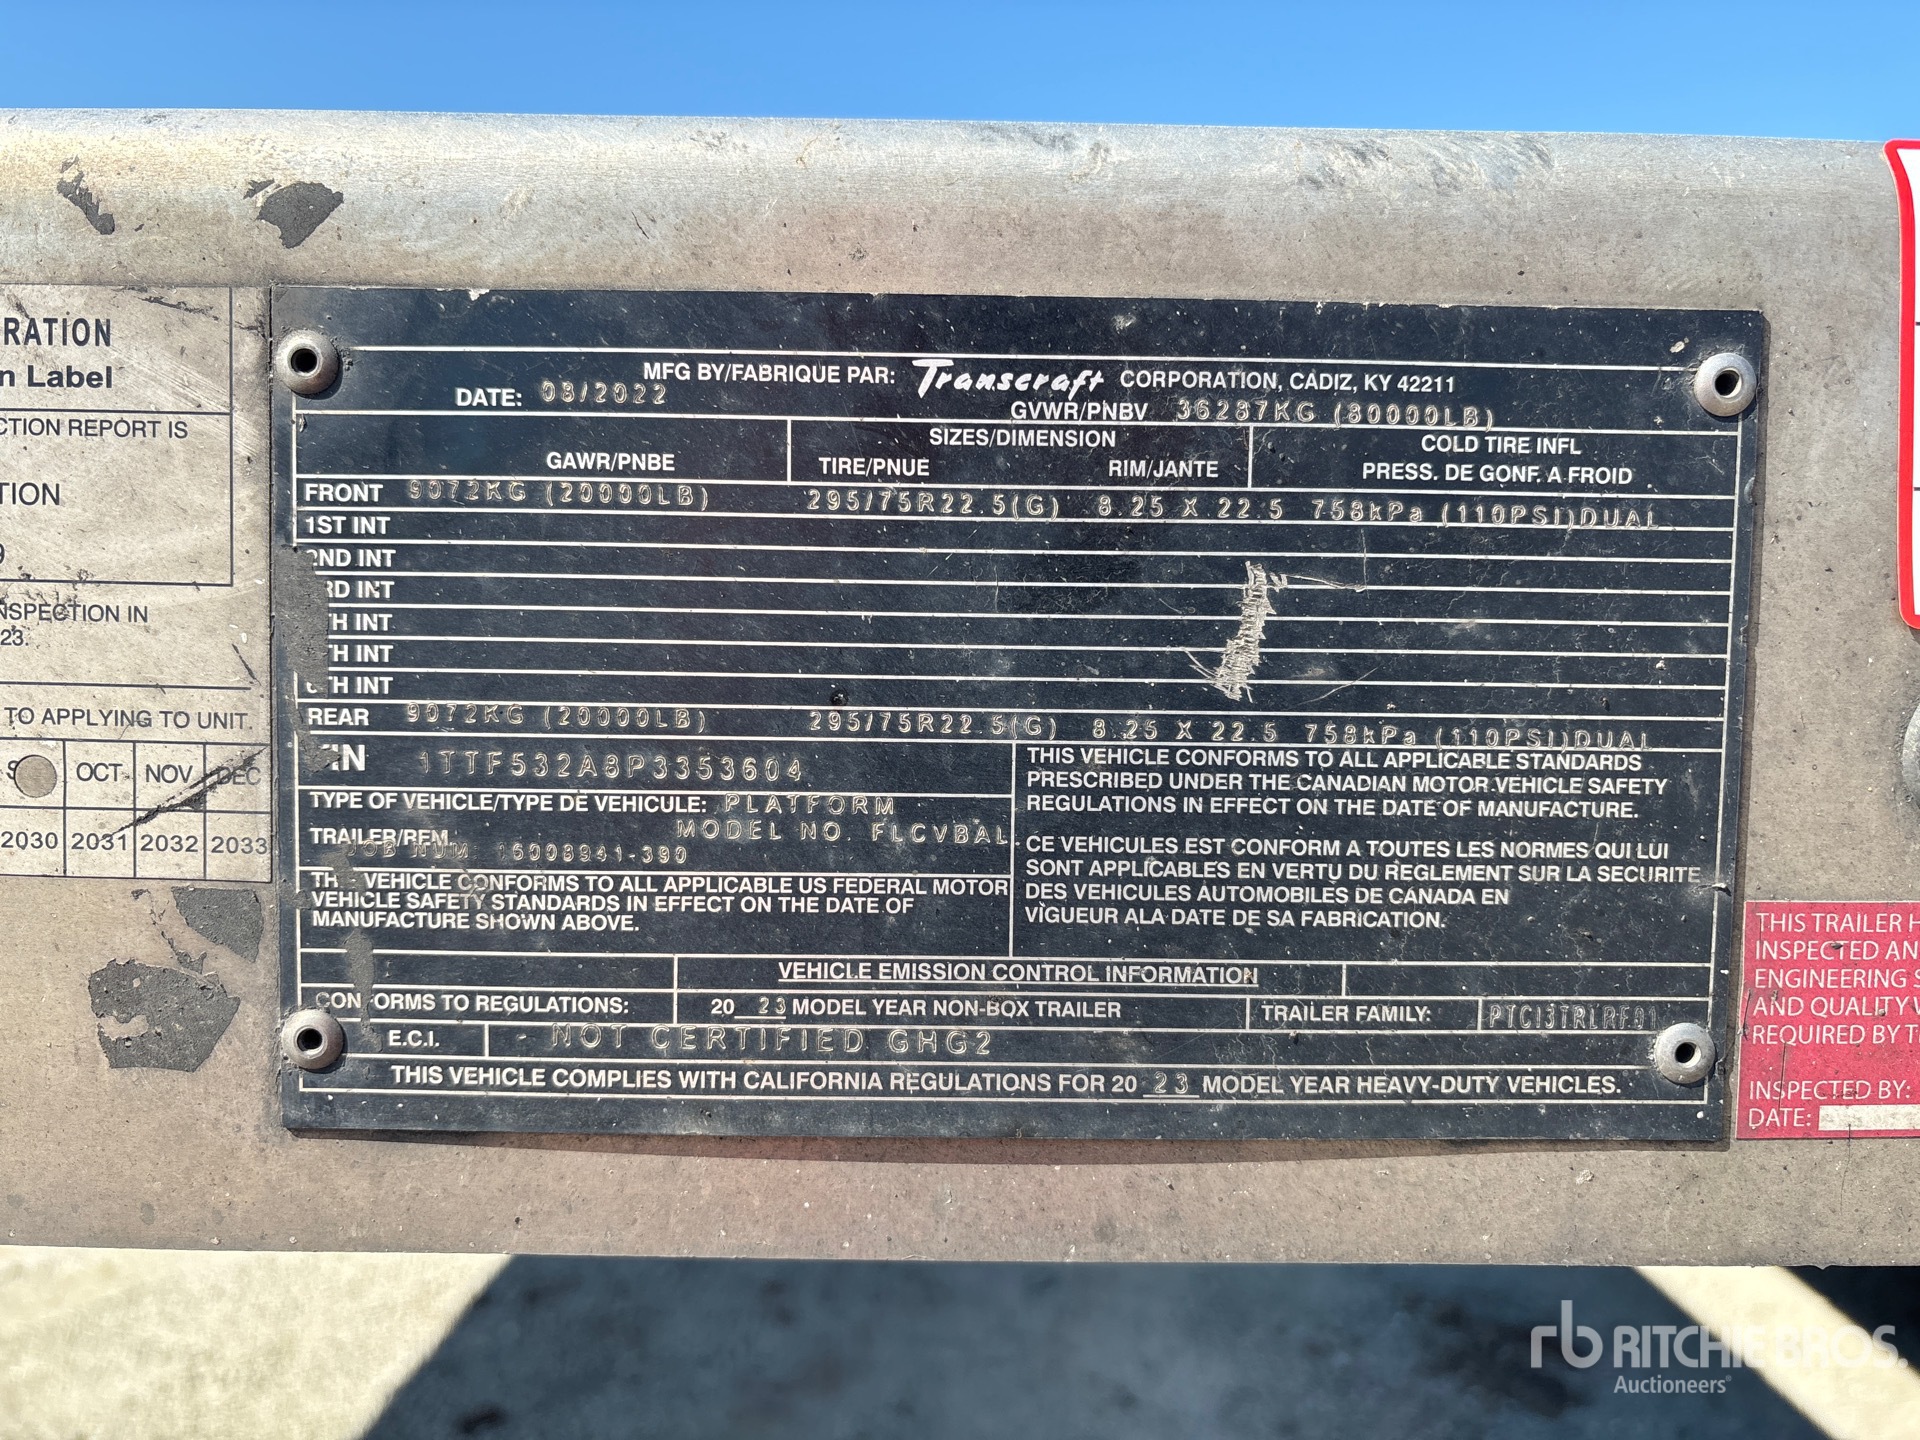 RATION
n Label
CTION REPORT IS
TION
9
NSPECTION IN
23.
TO APPLYING TO UNIT.
OCT NOV DEC
2030 2031 2032 2033
MFG BY/FABRIQUE PAR: Transcraft CORPORATION, CADIZ, KY 42211
DATE: 08/2022
GVWR/PNBV 36287KG (80000LB)
GAWR/PNBE
SIZES/DIMENSION
TIRE/PNUE RIM/JANTE
COLD TIRE INFL
PRESS. DE GONF. A FROID
FRONT 9072KG (20000LB) 295/75R22.5(G) 8.25 X 22.5 758kPa (110PSI)DUAL
1ST INT
2ND INT
RD INT
TH INT
TH INT
6TH INT
REAR 9072KG (20000LB) 295/75R22.5(G) 8.25 X 22.5 758kPa (110PSI)DUAL
VIN 1TTF532A8P3353604
TYPE OF VEHICLE/TYPE DE VEHICULE: PLATFORM
TRAILER/REM. MODEL NO. FLCVBAL
JOB NUM: 16008941-390
THIS VEHICLE CONFORMS TO ALL APPLICABLE US FEDERAL MOTOR
VEHICLE SAFETY STANDARDS IN EFFECT ON THE DATE OF
MANUFACTURE SHOWN ABOVE.
THIS VEHICLE CONFORMS TO ALL APPLICABLE STANDARDS
PRESCRIBED UNDER THE CANADIAN MOTOR VEHICLE SAFETY
REGULATIONS IN EFFECT ON THE DATE OF MANUFACTURE.
CE VEHICULES EST CONFORM A TOUTES LES NORMES QUI LUI
SONT APPLICABLES EN VERTU DU REGLEMENT SUR LA SECURITE
DES VEHICULES AUTOMOBILES DE CANADA EN
VIGUEUR ALA DATE DE SA FABRICATION.
VEHICLE EMISSION CONTROL INFORMATION
CONFORMS TO REGULATIONS: 20 23 MODEL YEAR NON-BOX TRAILER TRAILER FAMILY: PTCI3TRLRF01
E.C.I. - NOT CERTIFIED GHG2
THIS VEHICLE COMPLIES WITH CALIFORNIA REGULATIONS FOR 20 23 MODEL YEAR HEAVY-DUTY VEHICLES.
THIS TRAILER H
INSPECTED AN
ENGINEERING S
AND QUALITY
REQUIRED BY T
INSPECTED BY:
DATE:
rb RITCHIE BROS.
Auctioneers